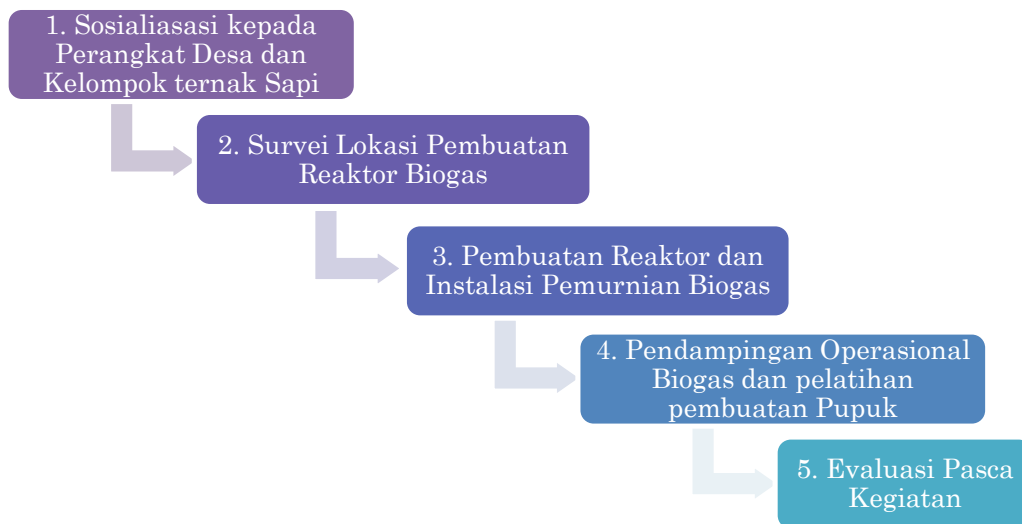 1. Sosialiasasi kepada
Perangkat Desa dan
Kelompok ternak Sapi
2. Survei Lokasi Pembuatan
Reaktor Biogas
3. Pembuatan Reaktor dan
Instalasi Pemurnian Biogas
4. Pendampingan Operasional
Biogas dan pelatihan
pembuatan Pupuk
5. Evaluasi Pasca
Kegiatan